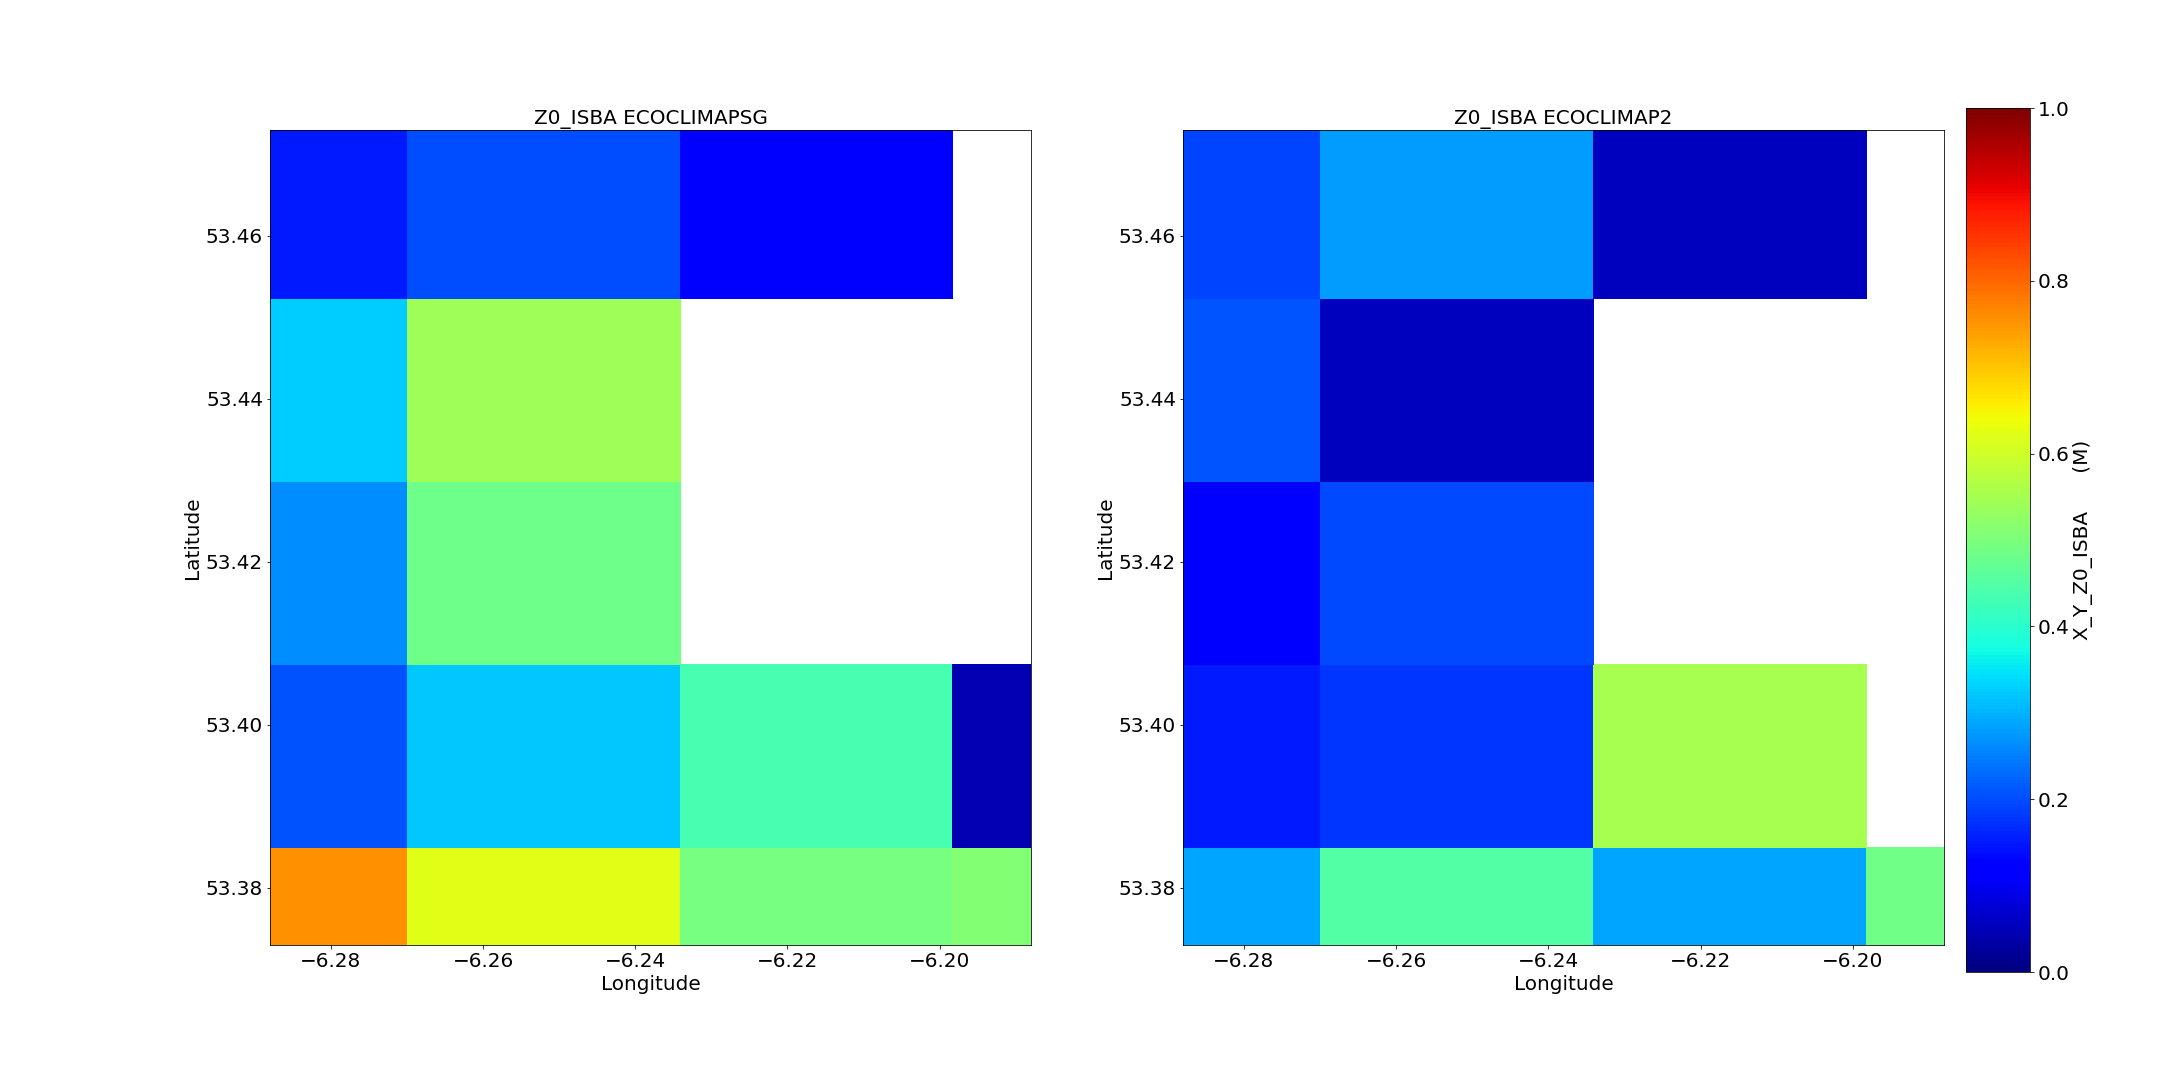 Z0_ISBA ECOCLIMAPSG
53.46
53.44
53.42
53.40
53.38
Latitude
−6.28 −6.26 −6.24 −6.22 −6.20
Longitude
Z0_ISBA ECOCLIMAP2
53.46
53.44
53.42
53.40
53.38
Latitude
−6.28 −6.26 −6.24 −6.22 −6.20
Longitude
1.0
0.8
0.6
0.4
0.2
0.0
X_Y_Z0_ISBA (M)